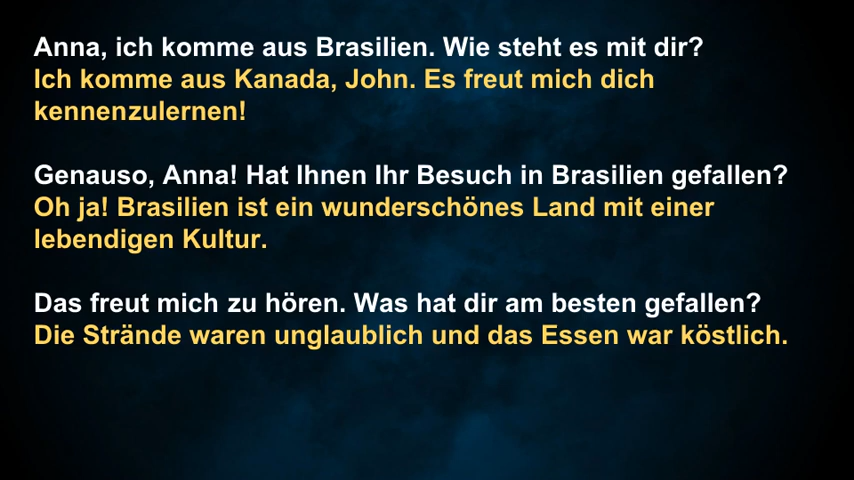 Anna, ich komme aus Brasilien. Wie steht es mit dir?
Ich komme aus Kanada, John. Es freut mich dich
kennenzulernen!
Genauso, Anna! Hat Ihnen Ihr Besuch in Brasilien gefallen?
Oh ja! Brasilien ist ein wunderschönes Land mit einer
lebendigen Kultur.
Das freut mich zu hören. Was hat dir am besten gefallen?
Die Strände waren unglaublich und das Essen war köstlich.